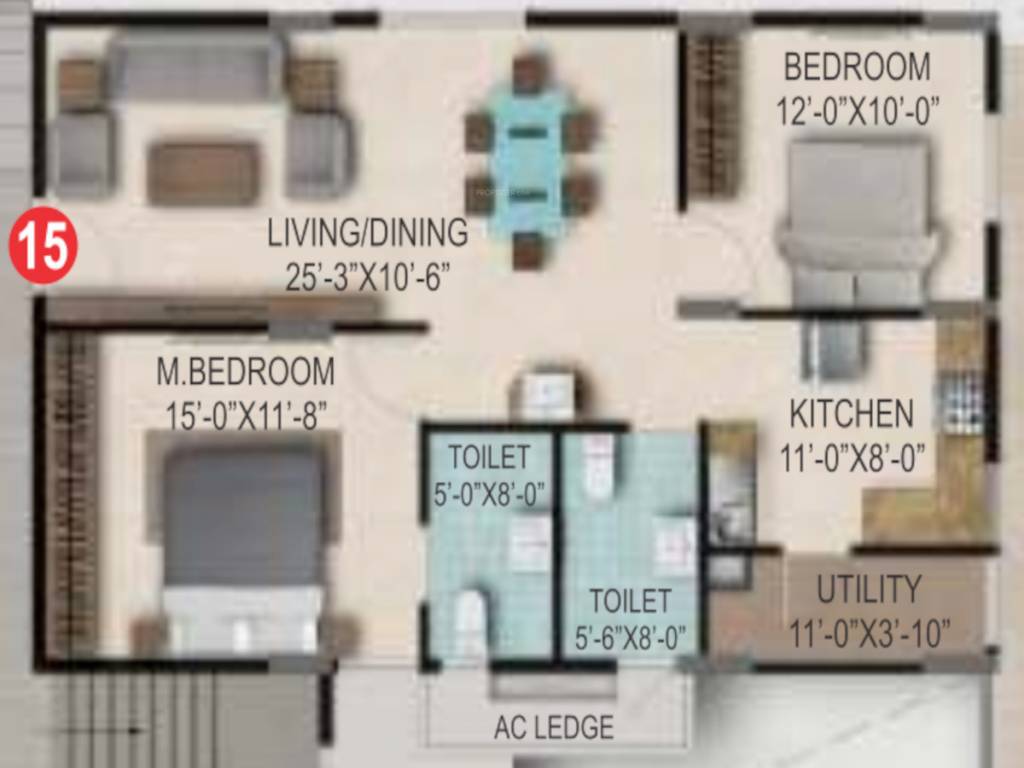 BEDROOM
12'-0"X10'-0"
15
LIVING/DINING
25'-3"X10'-6"
M.BEDROOM
15'-0"X11'-8"
KITCHEN
11'-0"X8'-0"
TOILET
5'-0"X8'-0"
TOILET
5'-6"X8'-0"
UTILITY
11'-0"X3'-10"
AC LEDGE